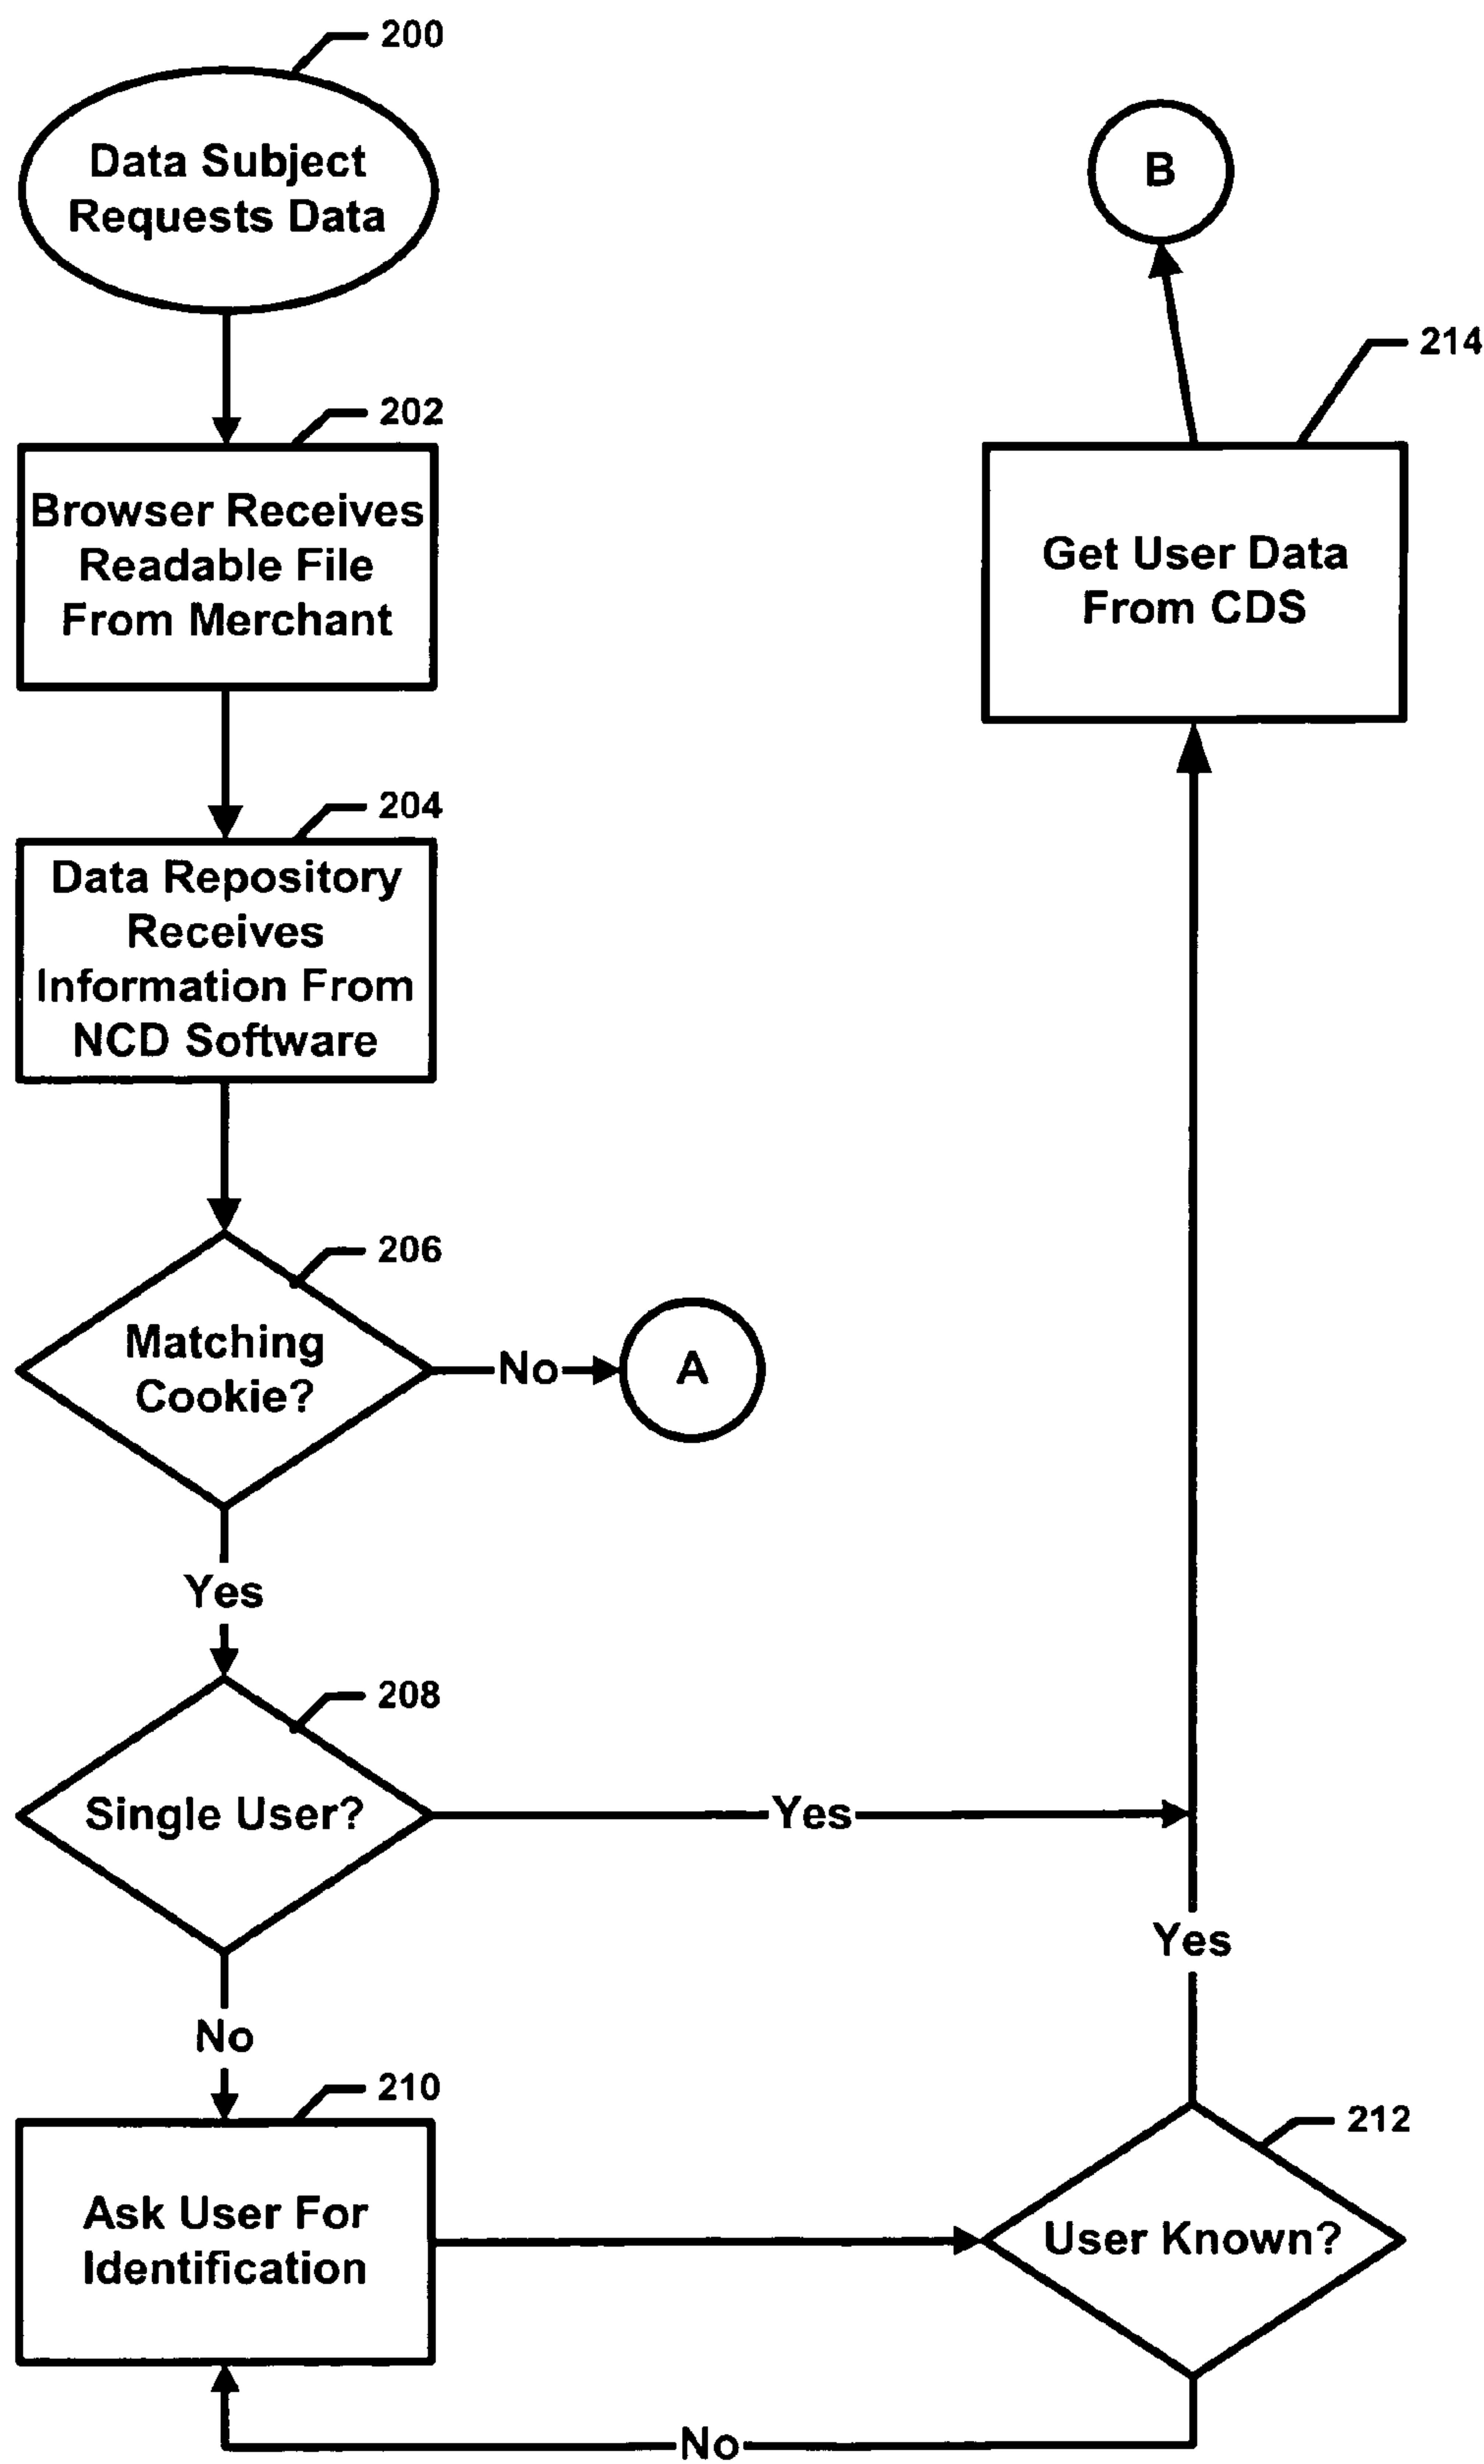 200
Data Subject
Requests Data
B
214
202
Browser Receives
Readable File
From Merchant
Get User Data
From CDS
204
Data Repository
Receives
Information From
NCD Software
206
Matching
Cookie?
No
A
Yes
208
Single User?
Yes
Yes
No
210
212
Ask User For
Identification
User Known?
No